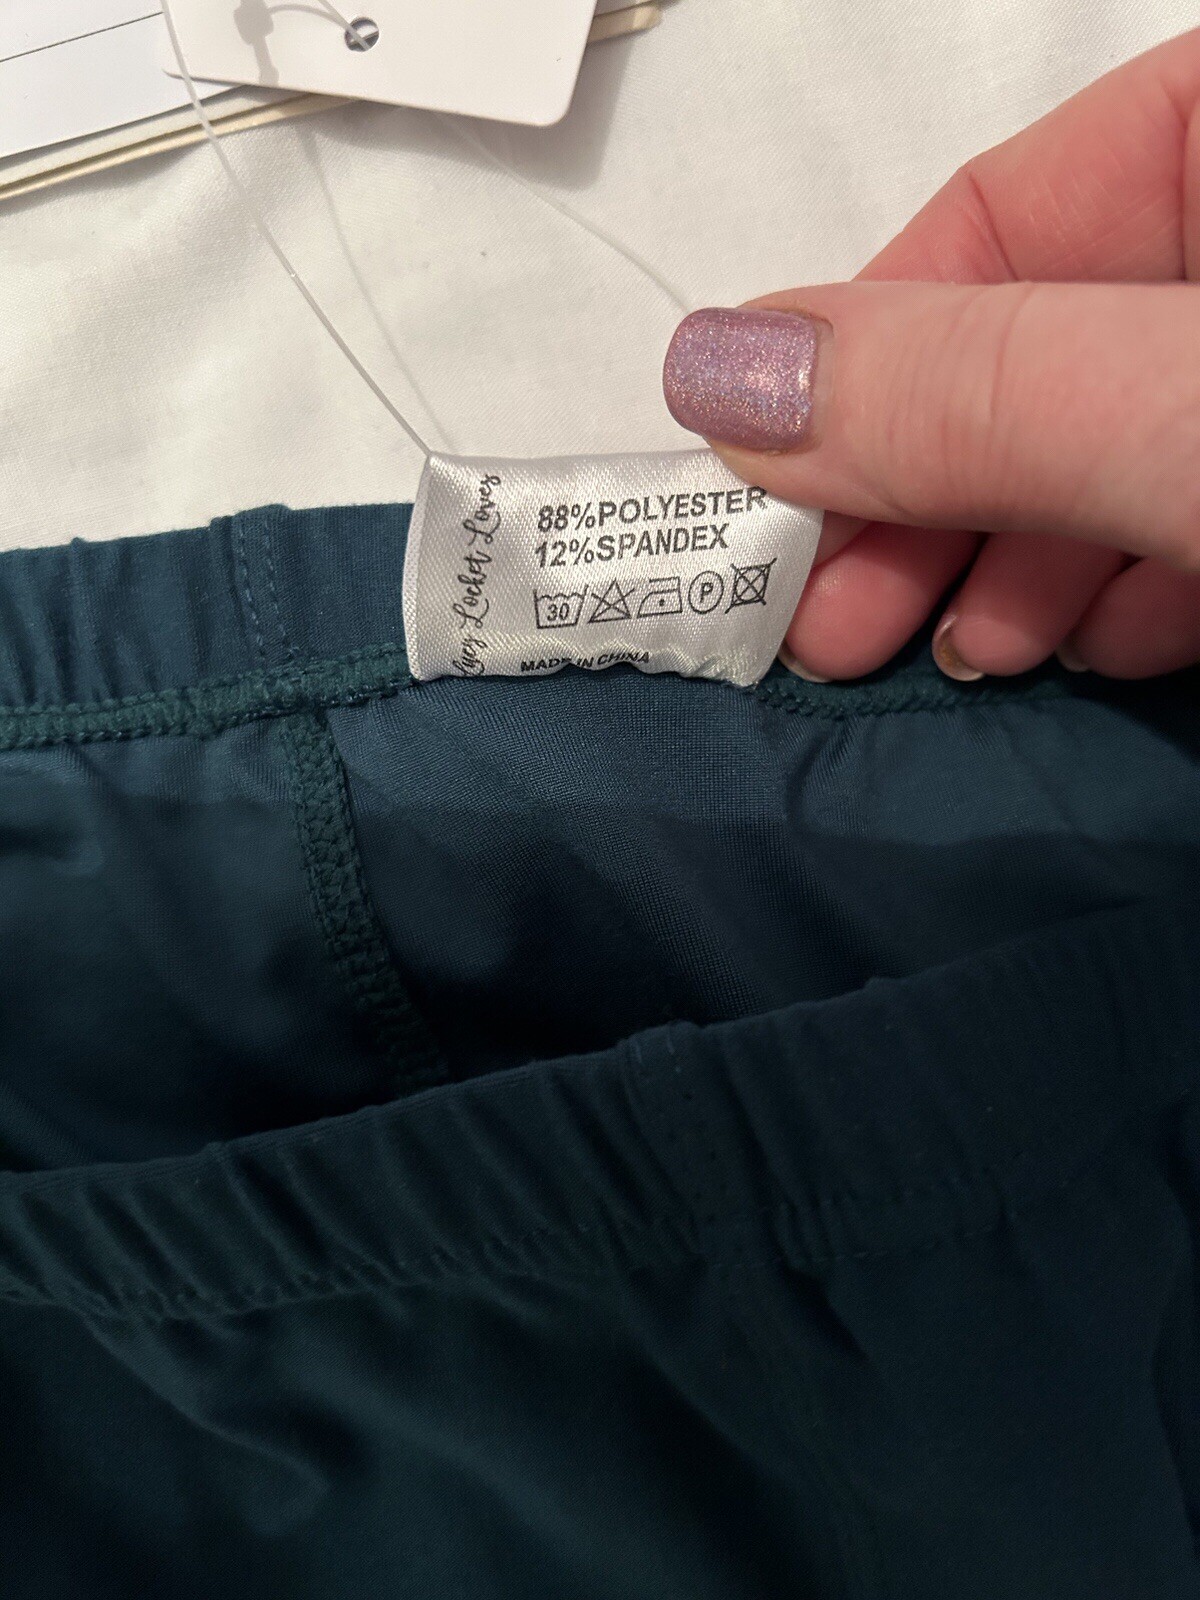 Lucy Locket Loves
88%POLYESTER
12%SPANDEX
30 P
MADE IN CHINA